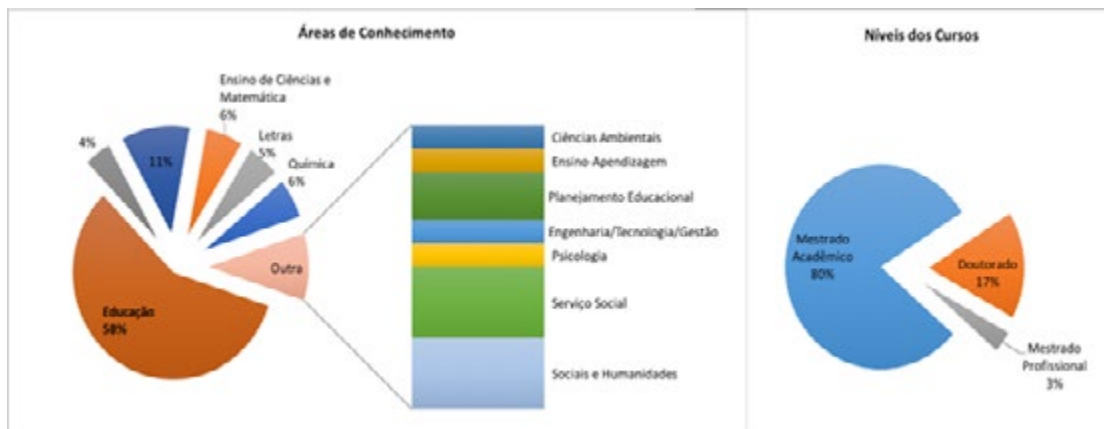 Áreas de Conhecimento
Ensino de Ciências e
Matemática
6%
4%
11%
Letras
5%
Química
6%
Outra
Educação
58%
Ciências Ambientais
Ensino-Apendizagem
Planejamento Educacional
Engenharia/Tecnologia/Gestão
Psicologia
Serviço Social
Sociais e Humanidades
Níveis dos Cursos
Mestrado
Acadêmico
80%
Doutorado
17%
Mestrado
Profissional
3%